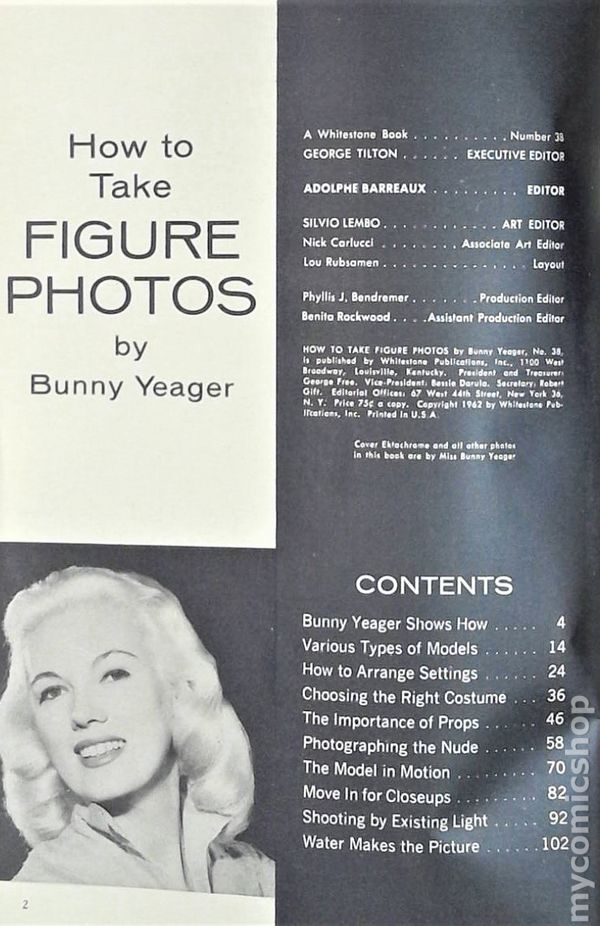 How to
Take
FIGURE
PHOTOS
by
Bunny Yeager
A Whitestone Book . . . . . . . . . . Number 38
GEORGE TILTON . . . . . . EXECUTIVE EDITOR
ADOLPHE BARREAUX . . . . . . . . . EDITOR
SILVIO LEMBO . . . . . . . . . . . . ART EDITOR
Nick Carlucci . . . . . . . . Associate Art Editor
Lou Rubsamen . . . . . . . . . . . . . . . . Layout
Phyllis J. Bendremer . . . . . . . Production Editor
Benita Rockwood . . . . Assistant Production Editor
HOW TO TAKE FIGURE PHOTOS by Bunny Yeager, No. 38,
is published by Whitestone Publications, Inc., 1100 West
Broadway, Louisville, Kentucky. President and Treasurer:
George Free. Vice-President: Bessie Darula. Secretary: Robert
Gift. Editorial Offices: 67 West 44th Street, New York 36,
N. Y. Price 75¢ a copy. Copyright 1962 by Whitestone Pub-
lications, Inc. Printed in U.S.A.
Cover Ektachrome and all other photos
in this book are by Miss Bunny Yeager
CONTENTS
Bunny Yeager Shows How . . . . . 4
Various Types of Models . . . . . . 14
How to Arrange Settings . . . . . . 24
Choosing the Right Costume . . . 36
The Importance of Props . . . . . . 46
Photographing the Nude . . . . . . 58
The Model in Motion . . . . . . . . . 70
Move In for Closeups . . . . . . . . . 82
Shooting by Existing Light . . . . . 92
Water Makes the Picture . . . . . . 102
2
mycomicshop